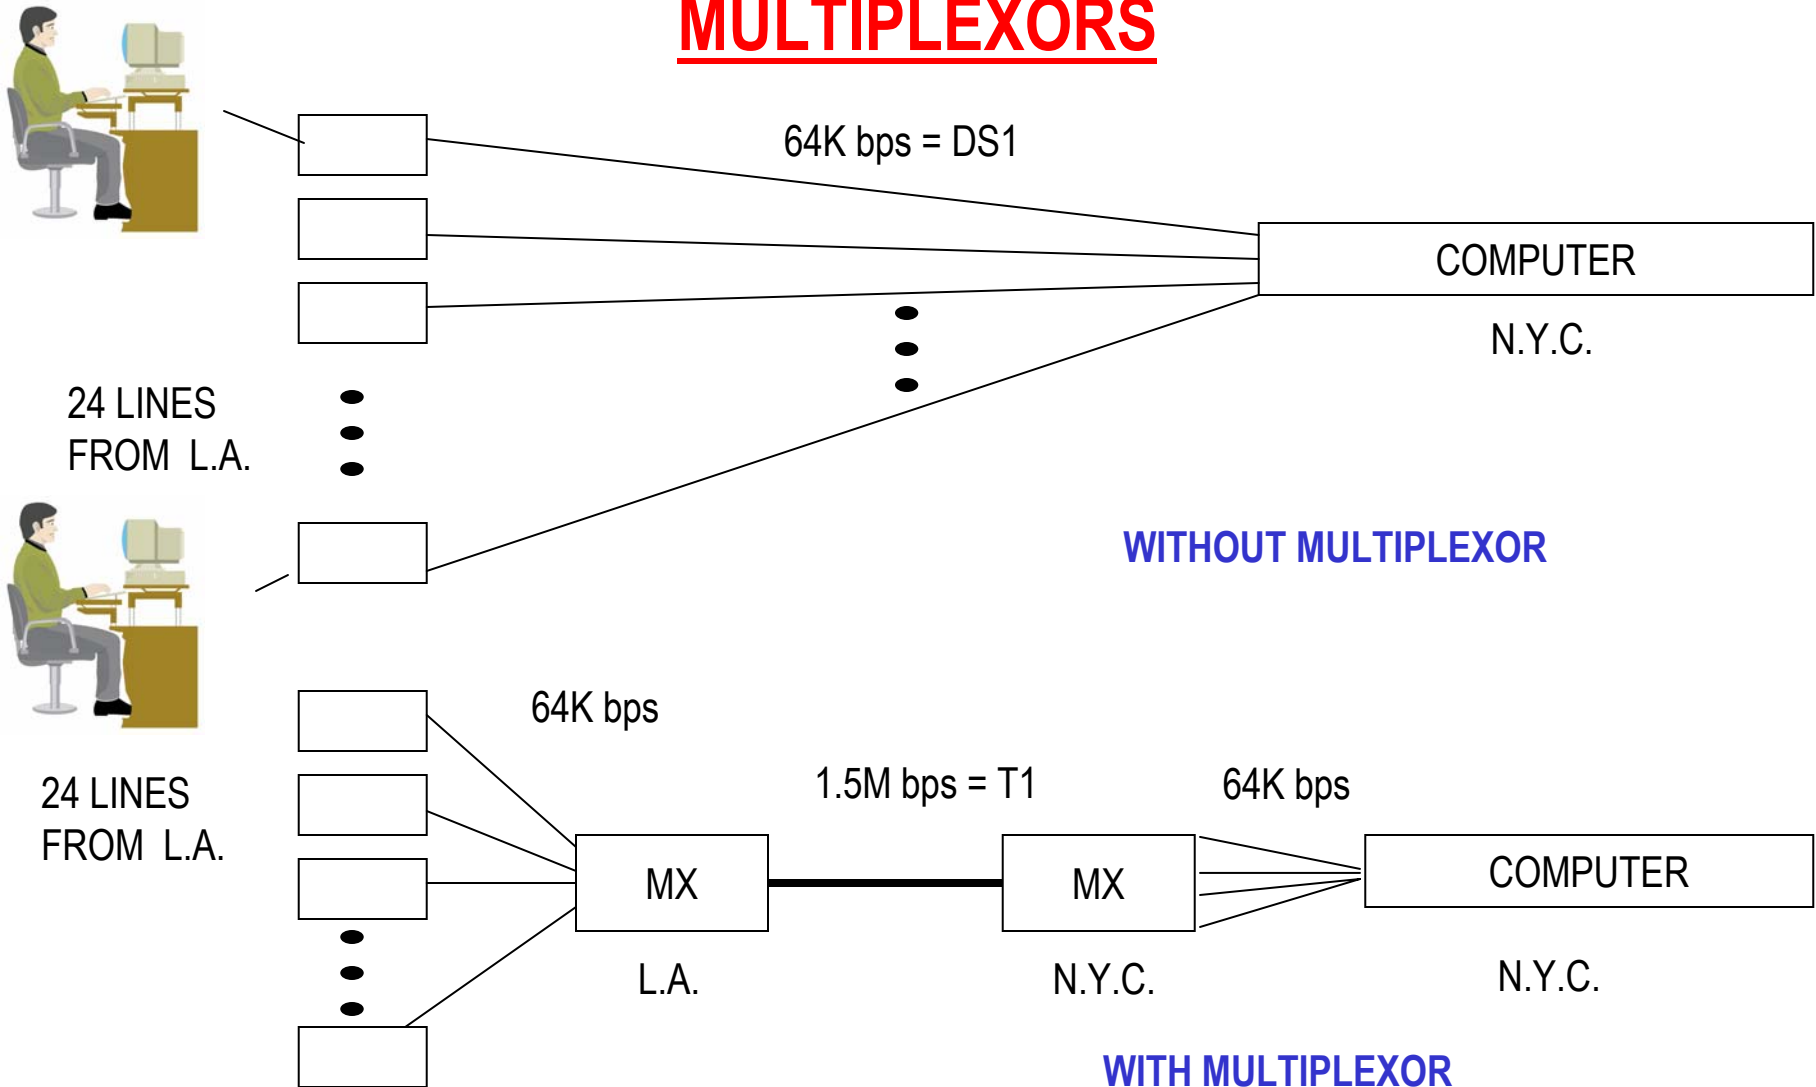 MULTIPLEXORS
64K bps = DS1
COMPUTER
N.Y.C.
24 LINES
FROM L.A.
WITHOUT MULTIPLEXOR
64K bps
1.5M bps = T1
64K bps
24 LINES
FROM L.A.
MX
MX
COMPUTER
L.A.
N.Y.C.
N.Y.C.
WITH MULTIPLEXOR